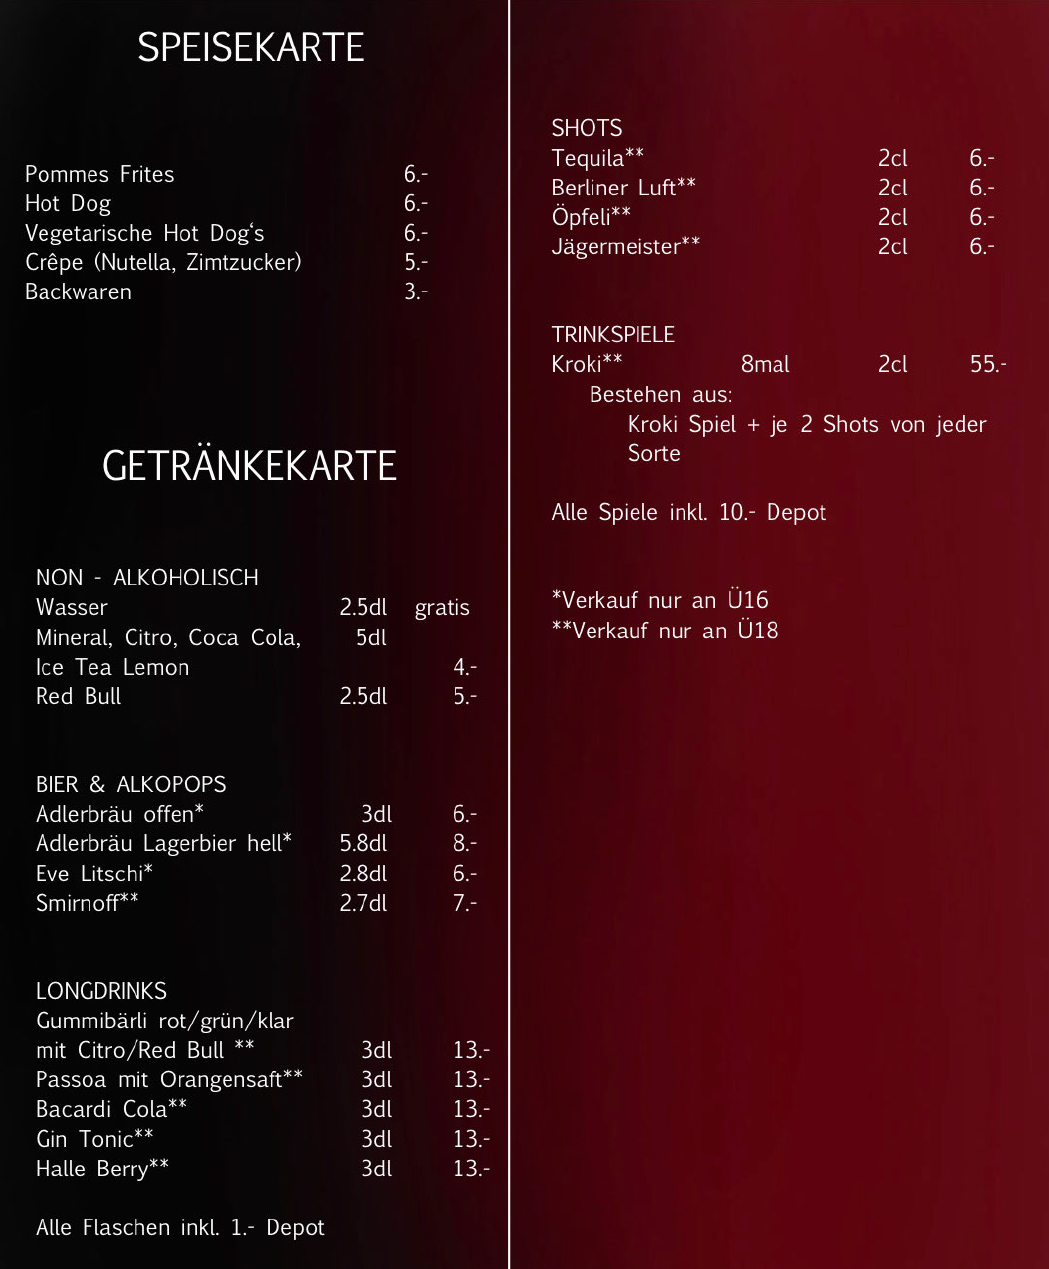 SPEISEKARTE
Pommes Frites 6.-
Hot Dog 6.-
Vegetarische Hot Dog‘s 6.-
Crêpe (Nutella, Zimtzucker) 5.-
Backwaren 3.-
GETRÄNKEKARTE
NON - ALKOHOLISCH
Wasser 2.5dl gratis
Mineral, Citro, Coca Cola, 5dl
Ice Tea Lemon 4.-
Red Bull 2.5dl 5.-
BIER & ALKOPOPS
Adlerbräu offen* 3dl 6.-
Adlerbräu Lagerbier hell* 5.8dl 8.-
Eve Litschi* 2.8dl 6.-
Smirnoff** 2.7dl 7.-
LONGDRINKS
Gummibärli rot/grün/klar
mit Citro/Red Bull ** 3dl 13.-
Passoa mit Orangensaft** 3dl 13.-
Bacardi Cola** 3dl 13.-
Gin Tonic** 3dl 13.-
Halle Berry** 3dl 13.-
Alle Flaschen inkl. 1.- Depot
SHOTS
Tequila** 2cl 6.-
Berliner Luft** 2cl 6.-
Öpfeli** 2cl 6.-
Jägermeister** 2cl 6.-
TRINKSPIELE
Kroki** 8mal 2cl 55.-
Bestehen aus:
Kroki Spiel + je 2 Shots von jeder
Sorte
Alle Spiele inkl. 10.- Depot
*Verkauf nur an Ü16
**Verkauf nur an Ü18